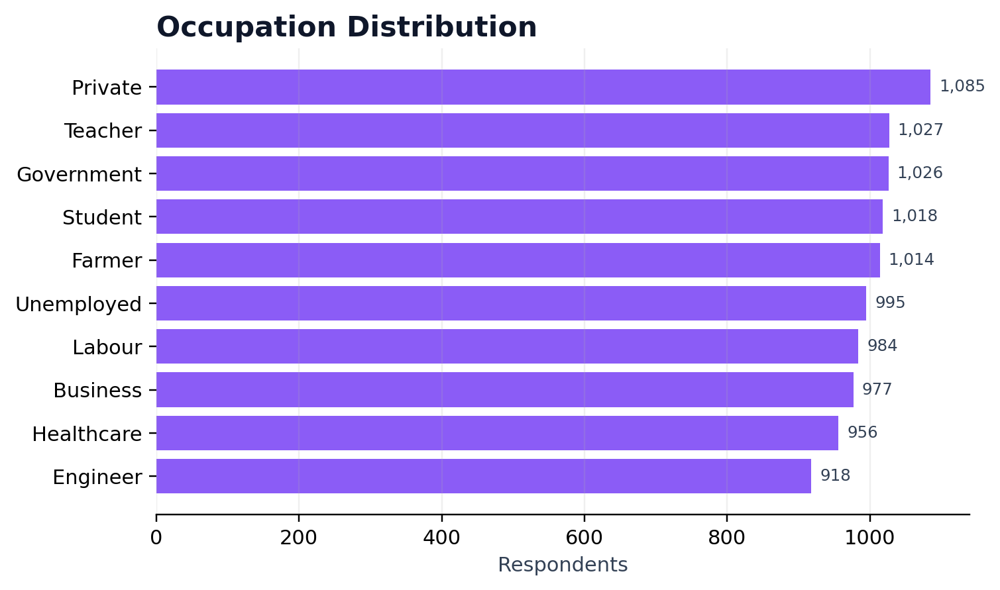 Occupation Distribution
Private 1,085
Teacher 1,027
Government 1,026
Student 1,018
Farmer 1,014
Unemployed 995
Labour 984
Business 977
Healthcare 956
Engineer 918
0 200 400 600 800 1000
Respondents